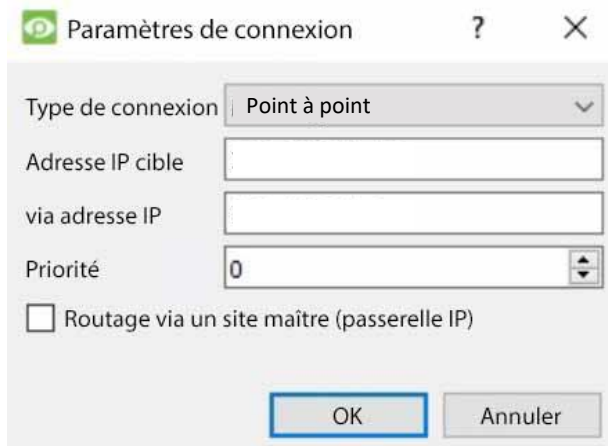 Paramètres de connexion ?
Type de connexion Point à point
Adresse IP cible
via adresse IP
Priorité 0
Routage via un site maître (passerelle IP)
OK Annuler